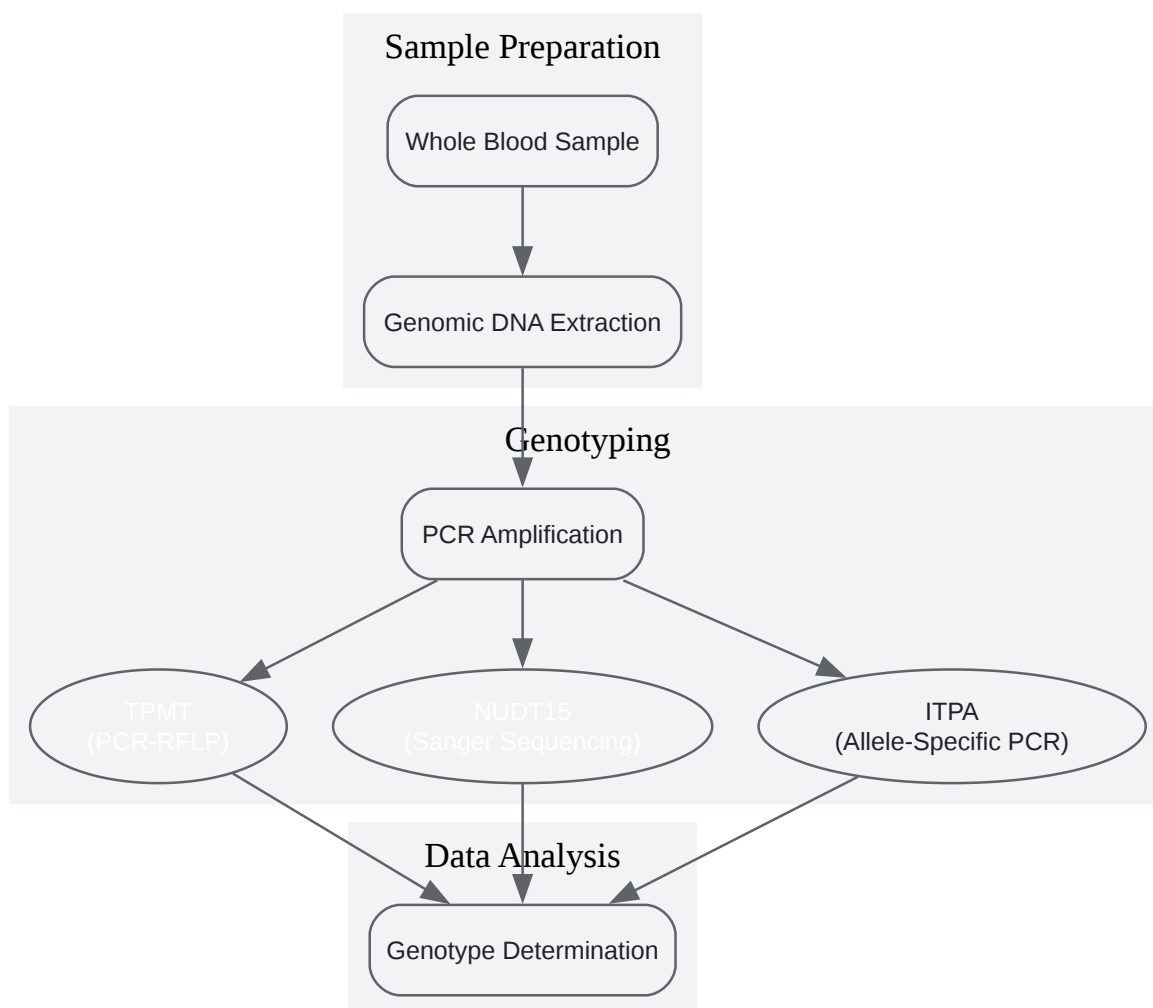 Sample Preparation
Whole Blood Sample
Genomic DNA Extraction
Genotyping
PCR Amplification
TPMT
(PCR-RFLP)
NUDT15
(Sanger Sequencing)
ITPA
(Allele-Specific PCR)
Data Analysis
Genotype Determination